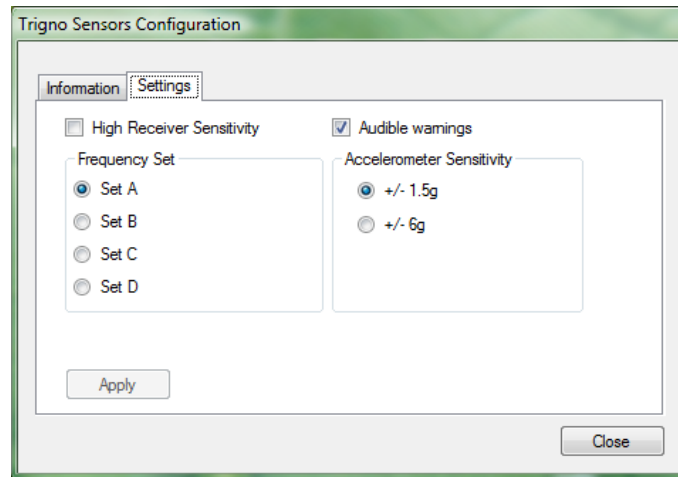 Trigno Sensors Configuration
Information Settings
High Receiver Sensitivity Audible warnings
Frequency Set Accelerometer Sensitivity
Set A +/- 1.5g
Set B +/- 6g
Set C
Set D
Apply
Close